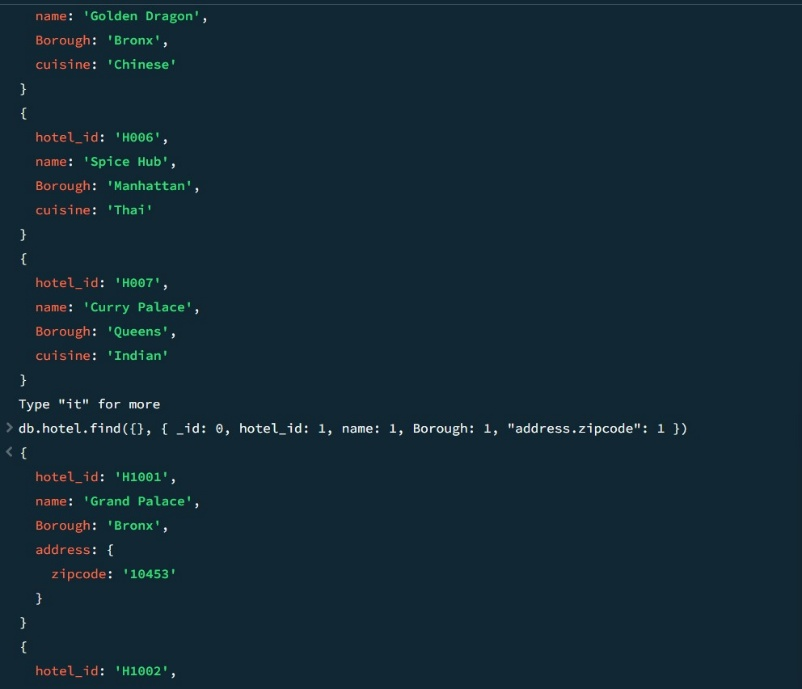 name: 'Golden Dragon',
Borough: 'Bronx',
cuisine: 'Chinese'
}
{
hotel_id: 'H006',
name: 'Spice Hub',
Borough: 'Manhattan',
cuisine: 'Thai'
}
{
hotel_id: 'H007',
name: 'Curry Palace',
Borough: 'Queens',
cuisine: 'Indian'
}
Type "it" for more
> db.hotel.find({}, { _id: 0, hotel_id: 1, name: 1, Borough: 1, "address.zipcode": 1 })
< {
hotel_id: 'H1001',
name: 'Grand Palace',
Borough: 'Bronx',
address: {
zipcode: '10453'
}
}
{
hotel_id: 'H1002',